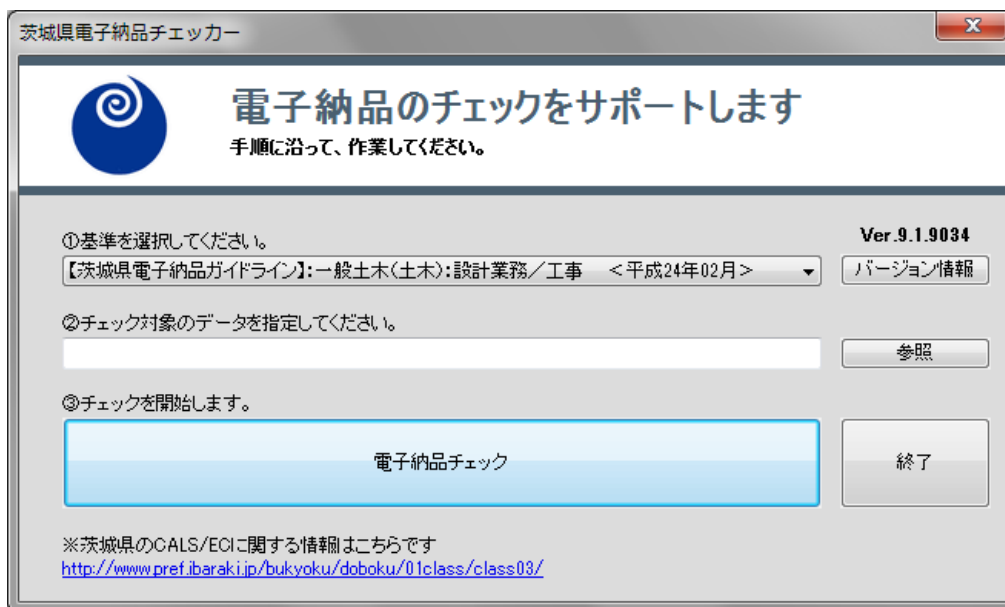 茨城県電子納品チェッカー
電子納品のチェックをサポートします
手順に沿って、作業してください。
①基準を選択してください。
Ver.9.1.9034
【茨城県電子納品ガイドライン】:一般土木(土木):設計業務／工事　＜平成24年02月＞
バージョン情報
②チェック対象のデータを指定してください。
参照
③チェックを開始します。
電子納品チェック
終了
※茨城県のCALS/ECに関する情報はこちらです
http://www.pref.ibaraki.jp/bukyoku/doboku/01class/class03/